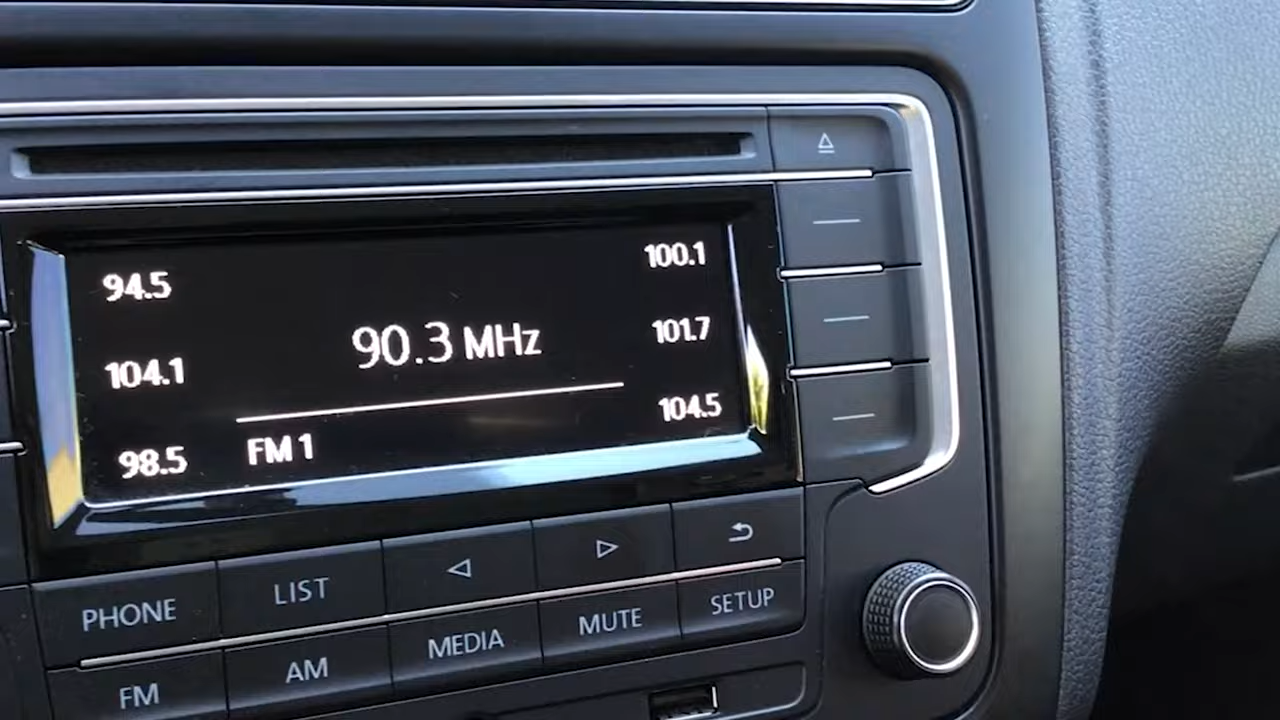 94.5
104.1
98.5
90.3 MHz
FM 1
100.1
101.7
104.5
PHONE
LIST
FM
AM
MEDIA
MUTE
SETUP